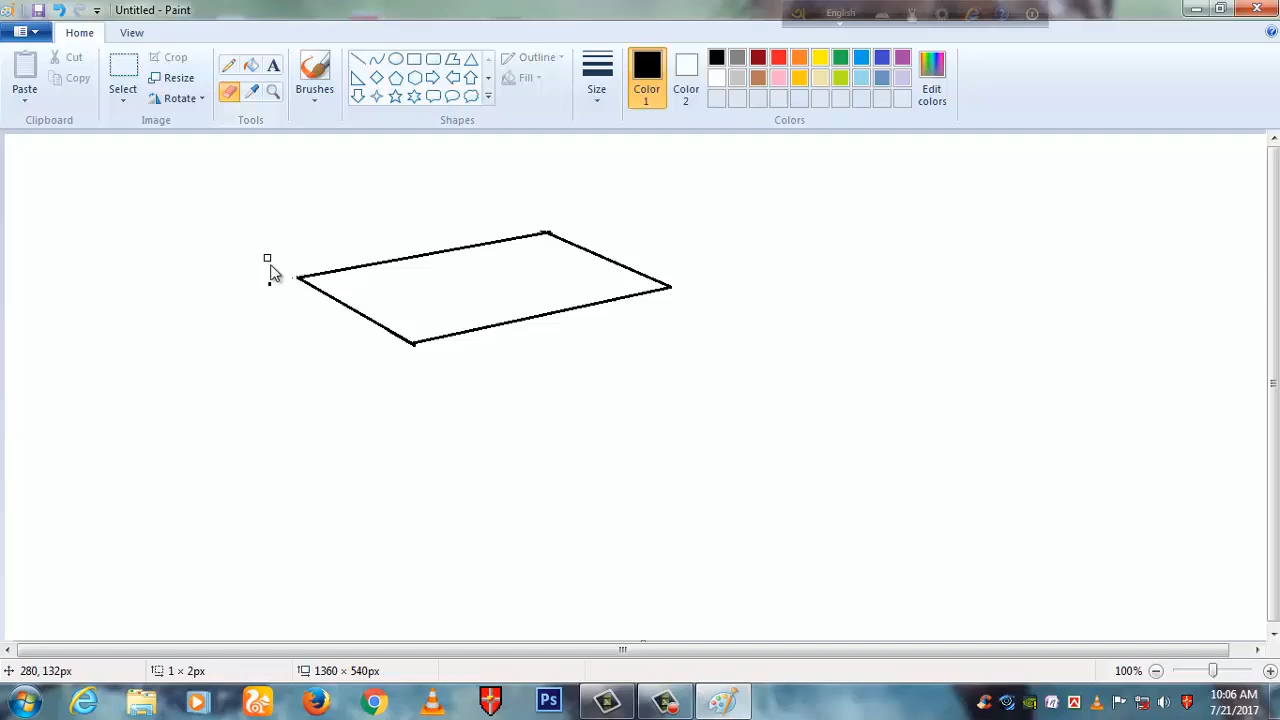 Untitled - Paint
English
Home
View
Paste
Cut
Copy
Clipboard
Select
Crop
Resize
Rotate
Image
A
Tools
Brushes
Outline
Fill
Shapes
Size
Color 1
Color 2
Edit colors
Colors
280, 132px
1 × 2px
1360 × 540px
100%
Ps
10:06 AM
7/21/2017